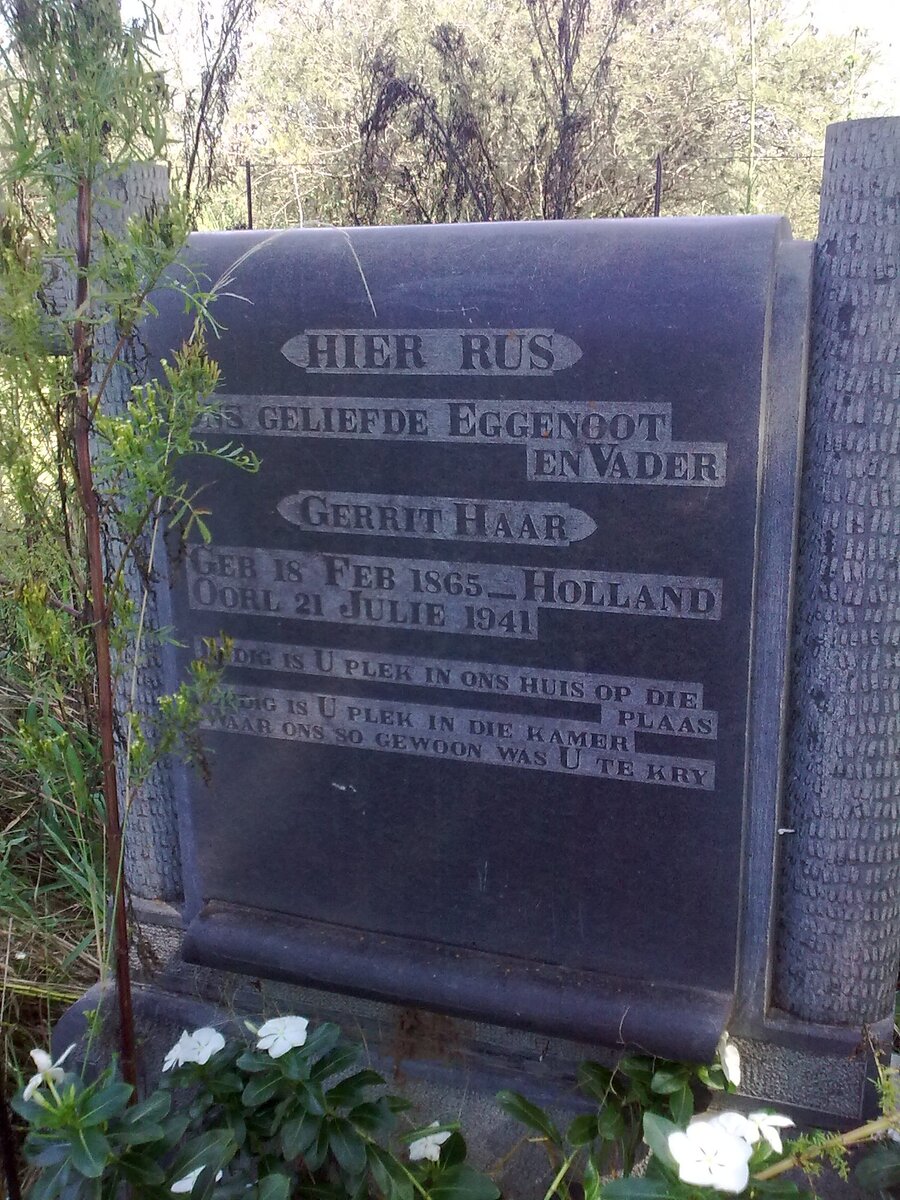 HIER RUS
ONS GELIEFDE EGGENOOT
EN VADER
GERRIT HAAR
GEB 18 FEB 1865 _ HOLLAND
OORL 21 JULIE 1941
IS U PLEK IN ONS HUIS OP DIE
PLAAS
IS U PLEK IN DIE KAMER
WAAR ONS SO GEWOON WAS U TE KRY